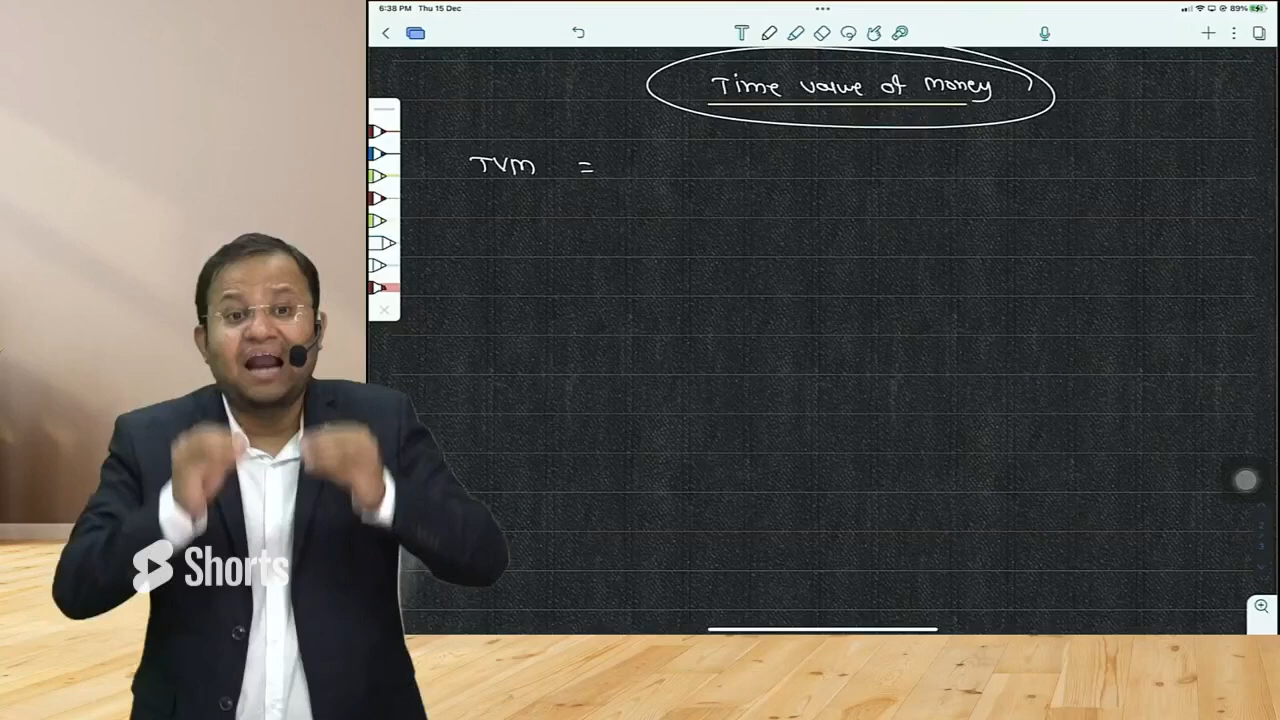 6:38 PM Thu 15 Dec
89%
T
Time value of money
TVM =
Shorts